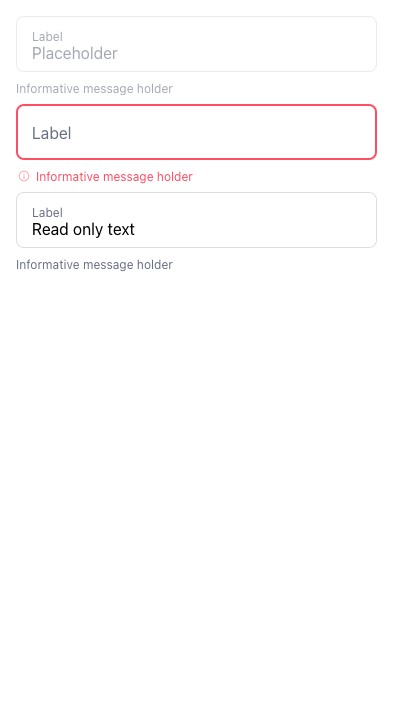 Label
Placeholder
Informative message holder
Label
Informative message holder
Label
Read only text
Informative message holder